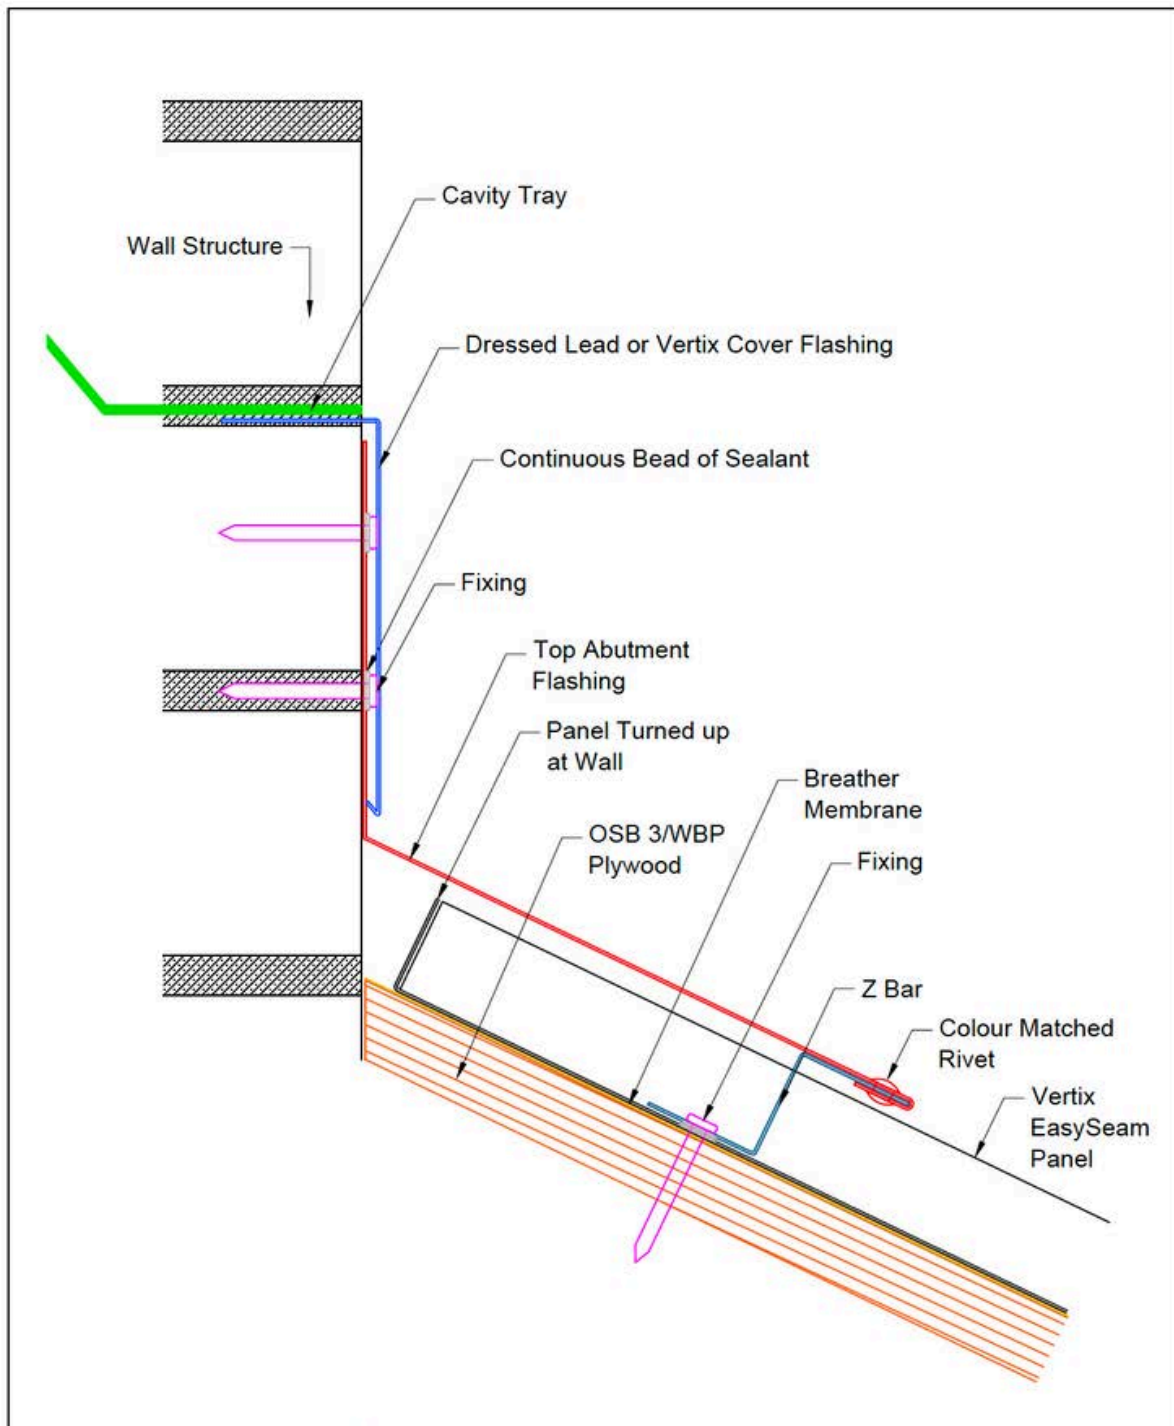 Cavity Tray
Wall Structure
Dressed Lead or Vertix Cover Flashing
Continuous Bead of Sealant
Fixing
Top Abutment
Flashing
Panel Turned up
at Wall
Breather
Membrane
OSB 3/WBP
Plywood
Fixing
Z Bar
Colour Matched
Rivet
Vertix
EasySeam
Panel